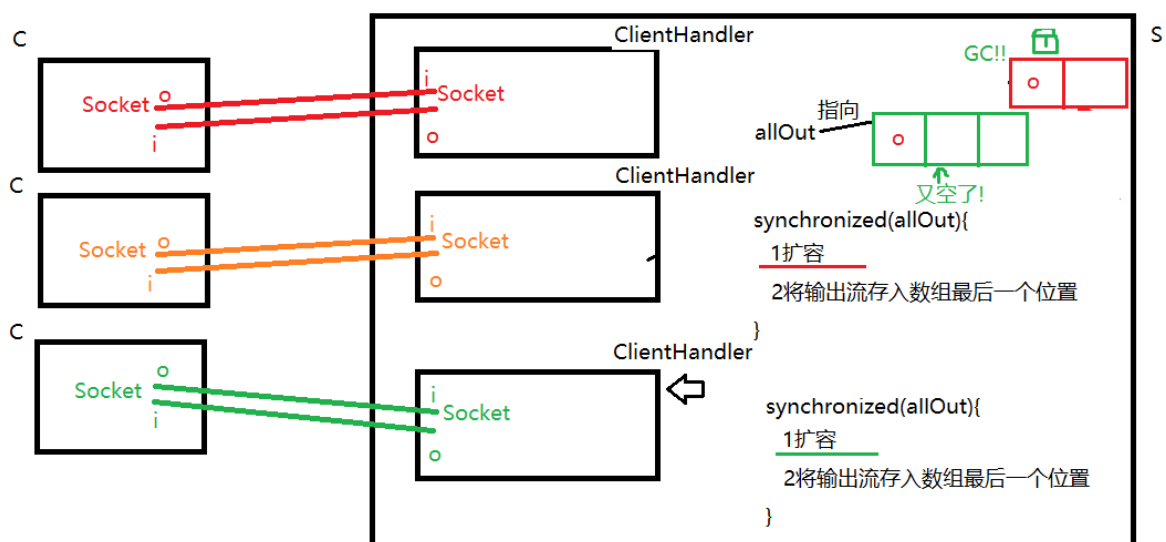 C
Socket
o
i
C
Socket
o
i
C
Socket
o
i
S
ClientHandler
i
Socket
o
ClientHandler
i
Socket
o
ClientHandler
i
Socket
o
GC!!
o
指向
allOut
o
又空了!
synchronized(allOut){
1扩容
2将输出流存入数组最后一个位置
}
synchronized(allOut){
1扩容
2将输出流存入数组最后一个位置
}